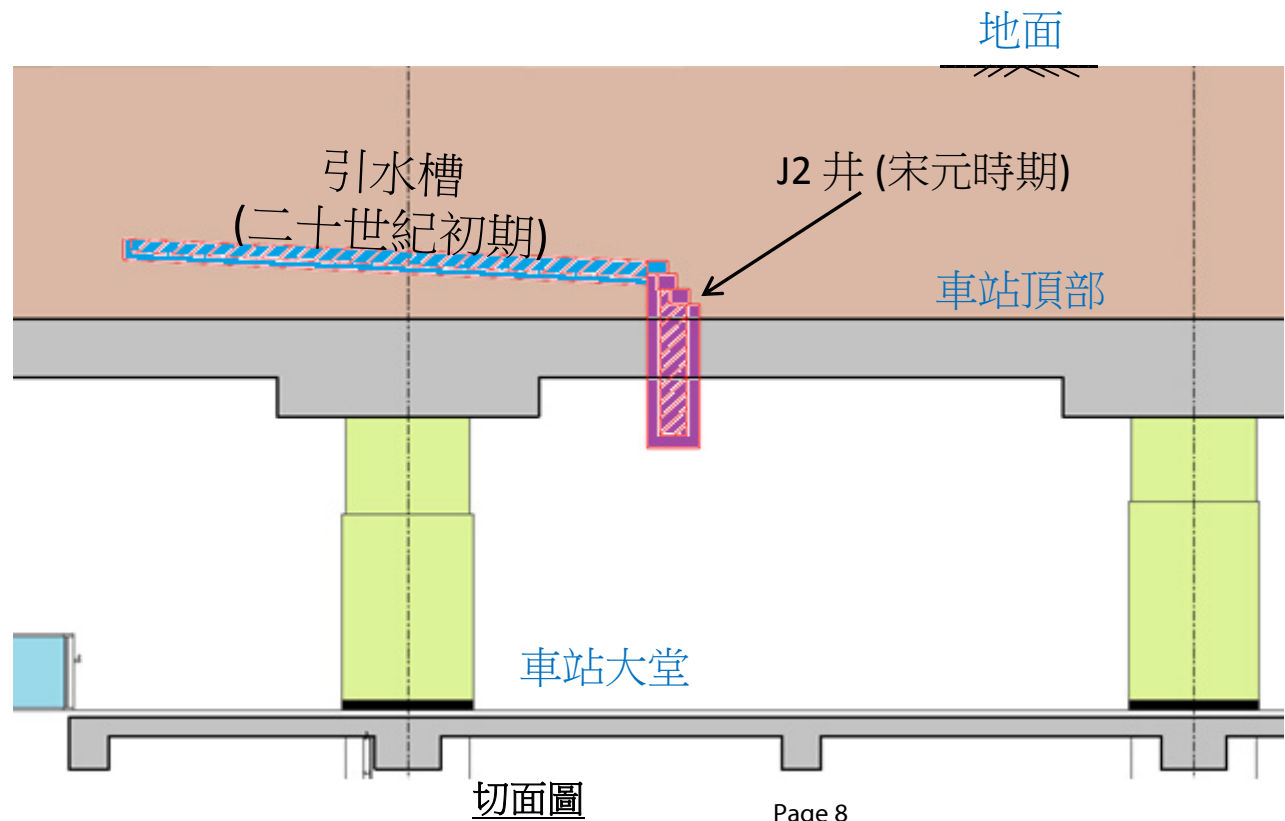 地面
引水槽
(二十世紀初期)
J2 井 (宋元時期)
車站頂部
車站大堂
切面圖
Page 8